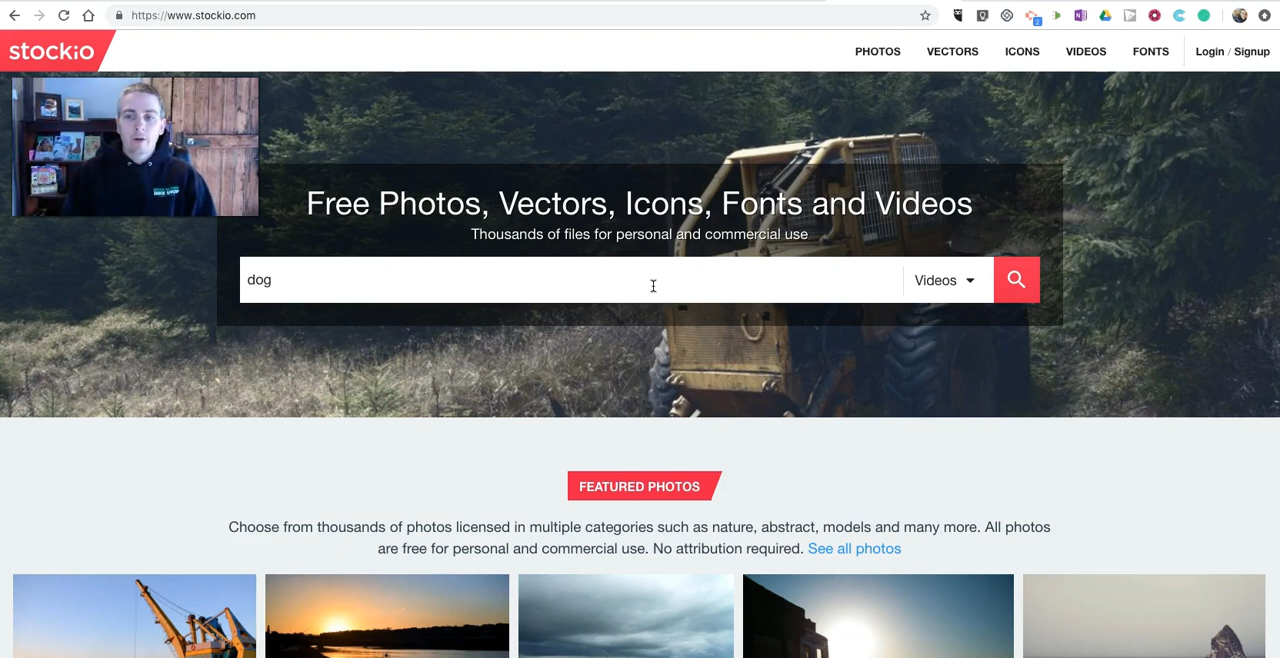 https://www.stockio.com
2
stockio
PHOTOS VECTORS ICONS VIDEOS FONTS Login / Signup
Free Photos, Vectors, Icons, Fonts and Videos
Thousands of files for personal and commercial use
dog Videos
FEATURED PHOTOS
Choose from thousands of photos licensed in multiple categories such as nature, abstract, models and many more. All photos
are free for personal and commercial use. No attribution required. See all photos